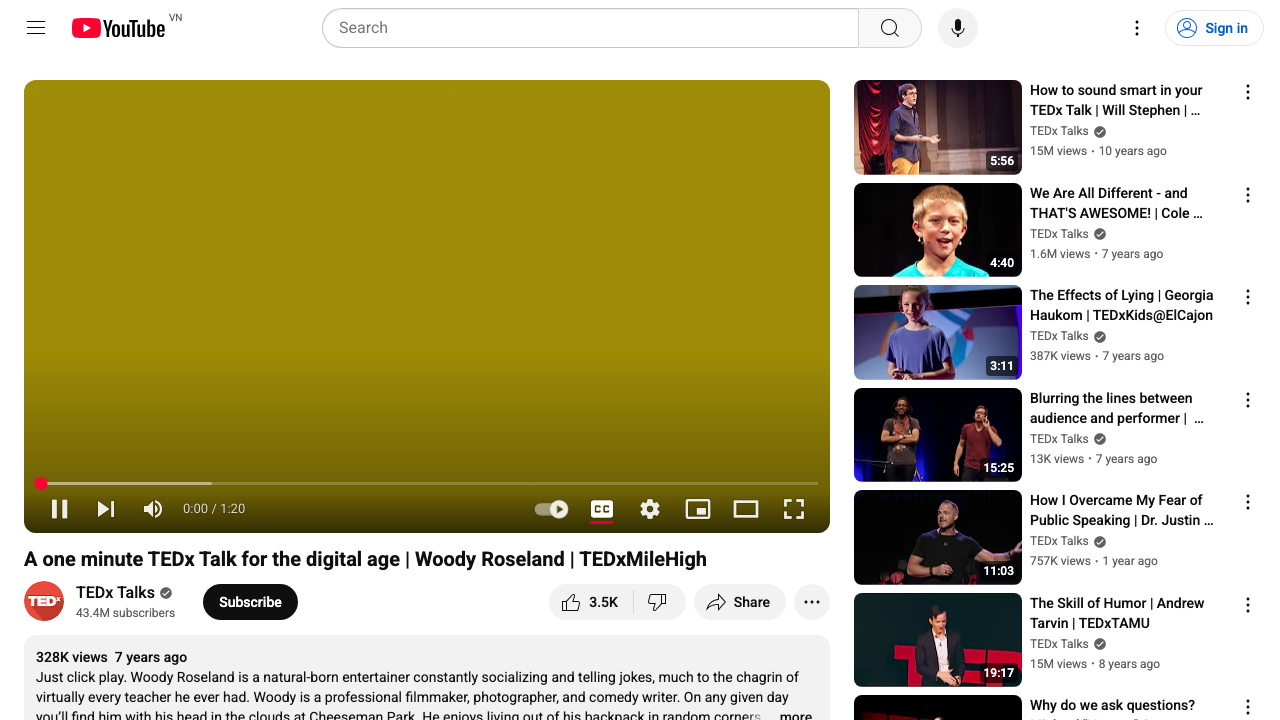 YouTube VN
Search
Sign in
0:00 / 1:20
CC
A one minute TEDx Talk for the digital age | Woody Roseland | TEDxMileHigh
TEDx
TEDx Talks
43.4M subscribers
Subscribe
3.5K
Share
328K views 7 years ago
Just click play. Woody Roseland is a natural-born entertainer constantly socializing and telling jokes, much to the chagrin of
virtually every teacher he ever had. Woody is a professional filmmaker, photographer, and comedy writer. On any given day
you'll find him with his head in the clouds at Cheeseman Park. He enjoys living out of his backpack in random corners ...more
5:56
How to sound smart in your
TEDx Talk | Will Stephen | ...
TEDx Talks
15M views • 10 years ago
4:40
We Are All Different - and
THAT'S AWESOME! | Cole ...
TEDx Talks
1.6M views • 7 years ago
3:11
The Effects of Lying | Georgia
Haukom | TEDxKids@ElCajon
TEDx Talks
387K views • 7 years ago
15:25
Blurring the lines between
audience and performer | ...
TEDx Talks
13K views • 7 years ago
11:03
How I Overcame My Fear of
Public Speaking | Dr. Justin ...
TEDx Talks
757K views • 1 year ago
19:17
The Skill of Humor | Andrew
Tarvin | TEDxTAMU
TEDx Talks
15M views • 8 years ago
Why do we ask questions?